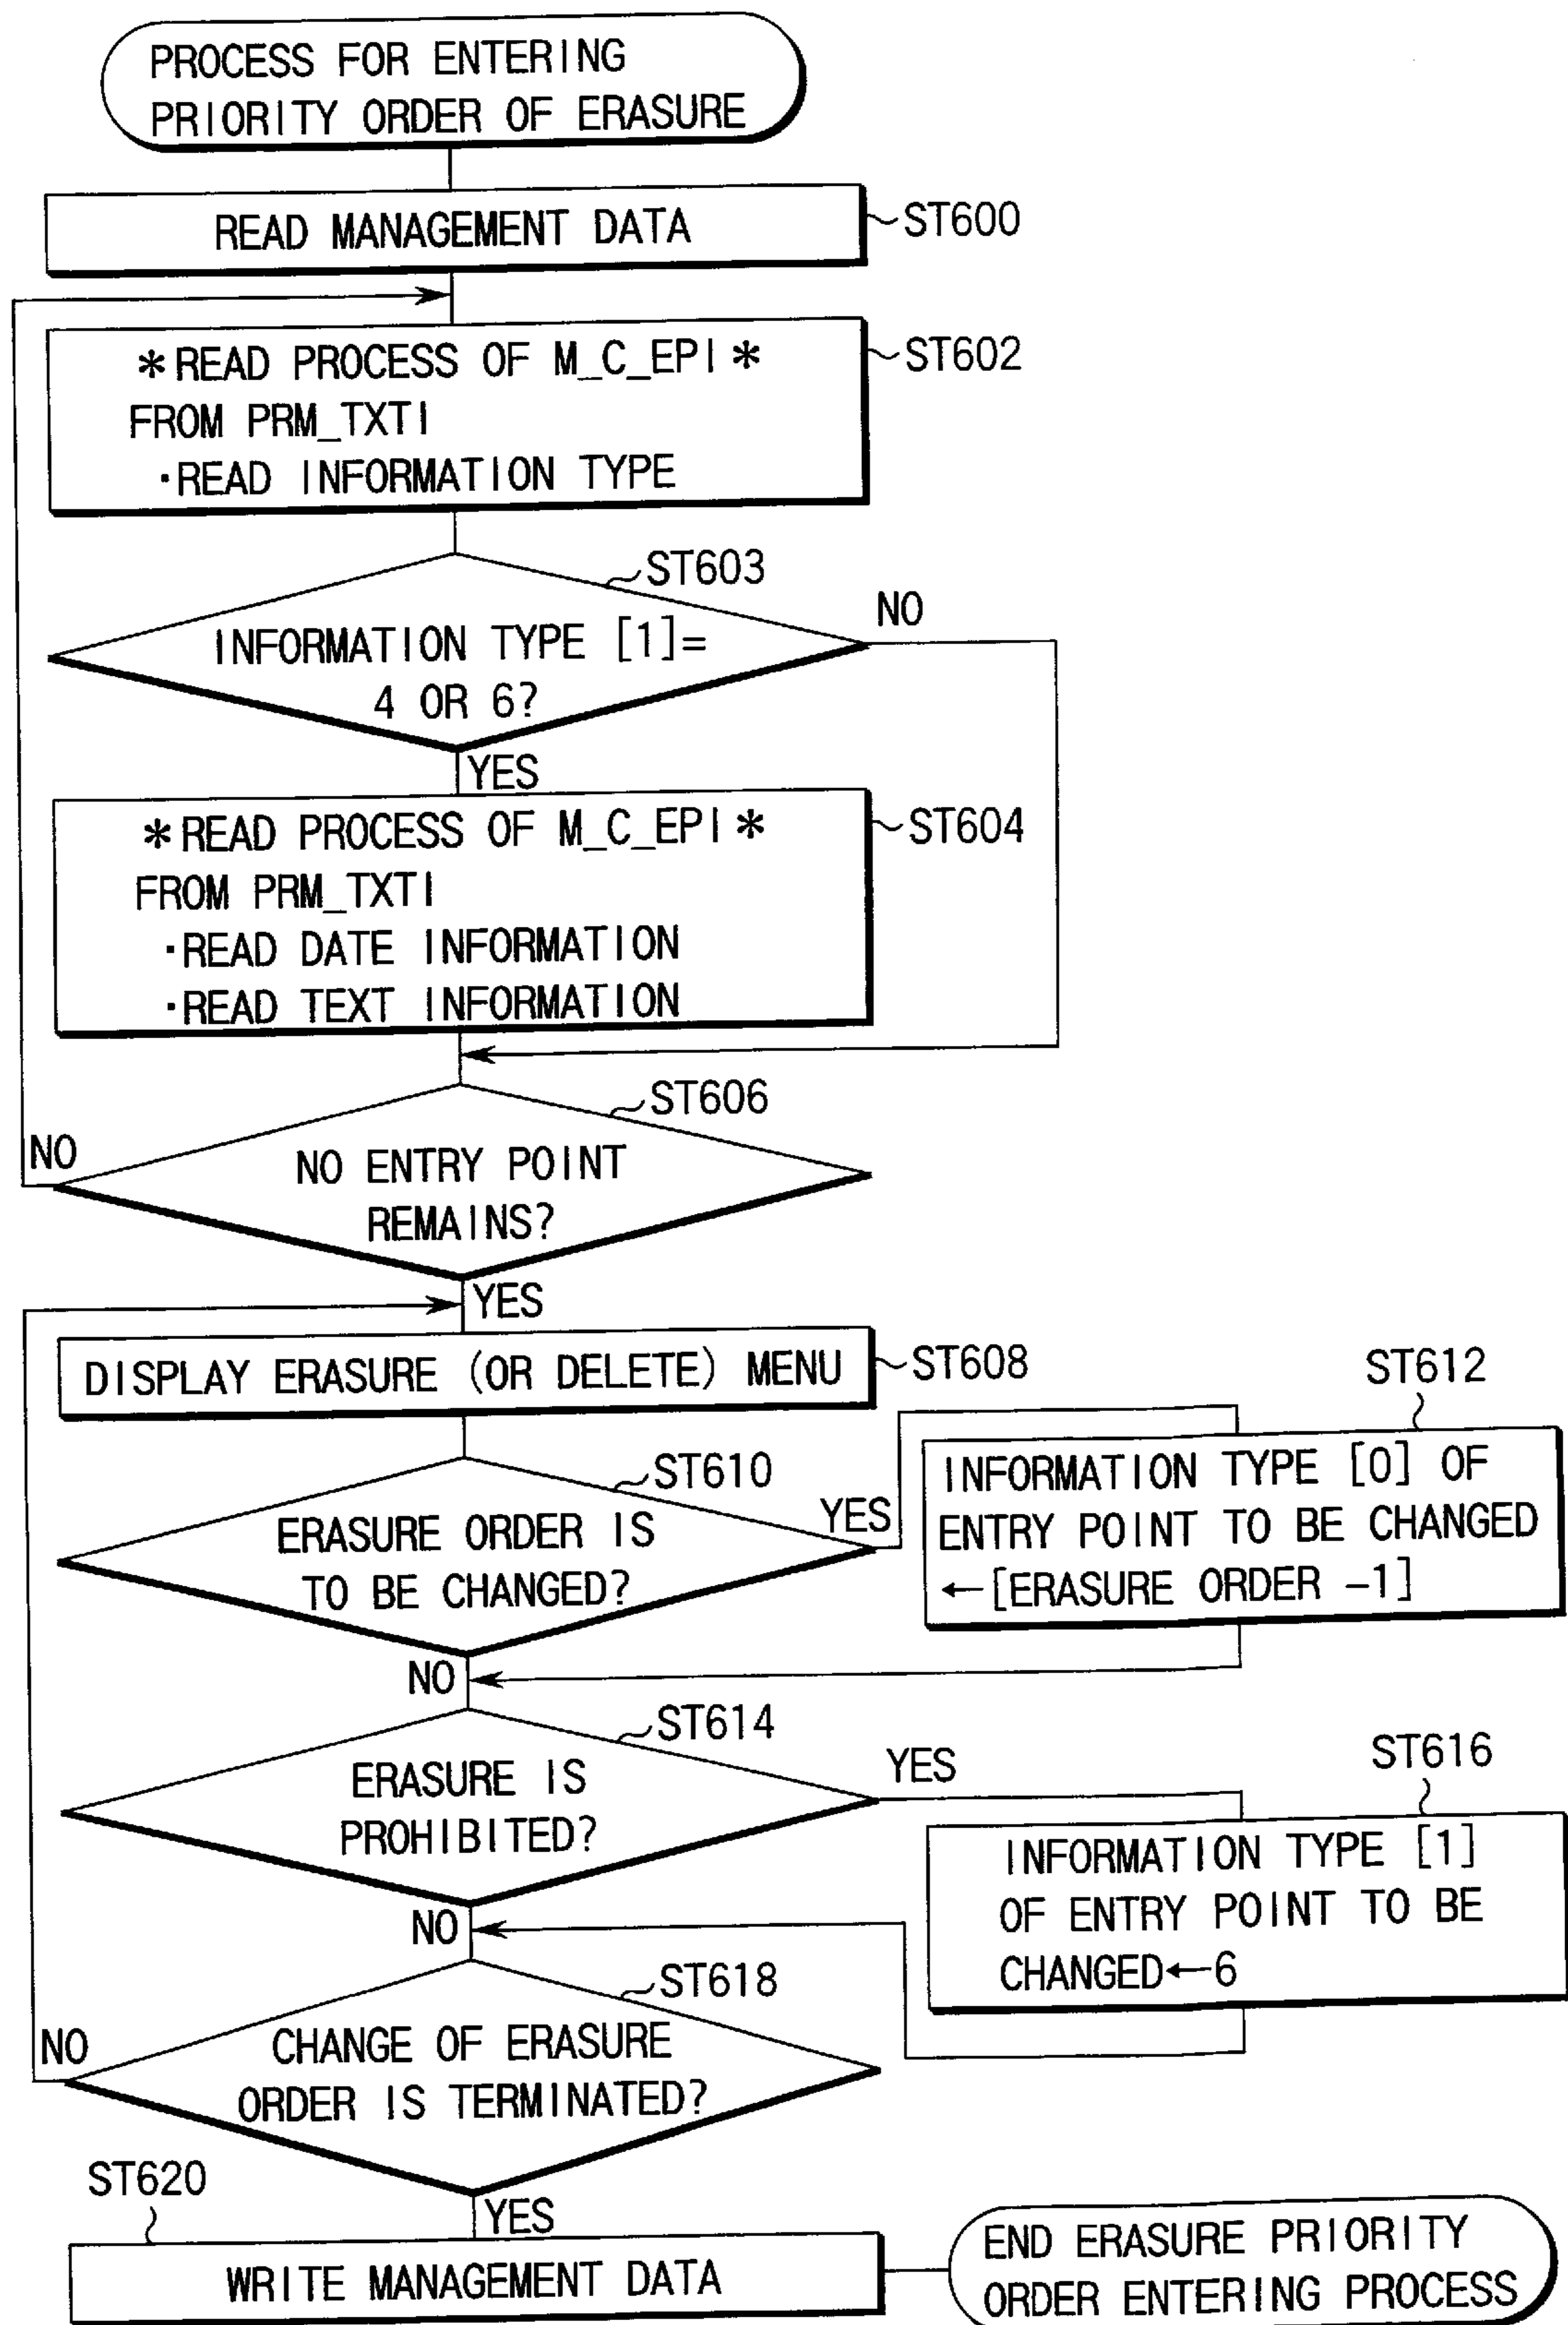 PROCESS FOR ENTERING
PRIORITY ORDER OF ERASURE
READ MANAGEMENT DATA
ST600
*READ PROCESS OF M_C_EPI*
FROM PRM_TXTI
·READ INFORMATION TYPE
ST602
ST603
INFORMATION TYPE [1]=
4 OR 6?
NO
YES
*READ PROCESS OF M_C_EPI*
FROM PRM_TXTI
·READ DATE INFORMATION
·READ TEXT INFORMATION
ST604
ST606
NO
NO ENTRY POINT
REMAINS?
YES
DISPLAY ERASURE (OR DELETE) MENU
ST608
ST610
ERASURE ORDER IS
TO BE CHANGED?
YES
ST612
INFORMATION TYPE [0] OF
ENTRY POINT TO BE CHANGED
←[ERASURE ORDER -1]
NO
ST614
ERASURE IS
PROHIBITED?
YES
ST616
INFORMATION TYPE [1]
OF ENTRY POINT TO BE
CHANGED←6
NO
ST618
NO
CHANGE OF ERASURE
ORDER IS TERMINATED?
YES
ST620
WRITE MANAGEMENT DATA
END ERASURE PRIORITY
ORDER ENTERING PROCESS